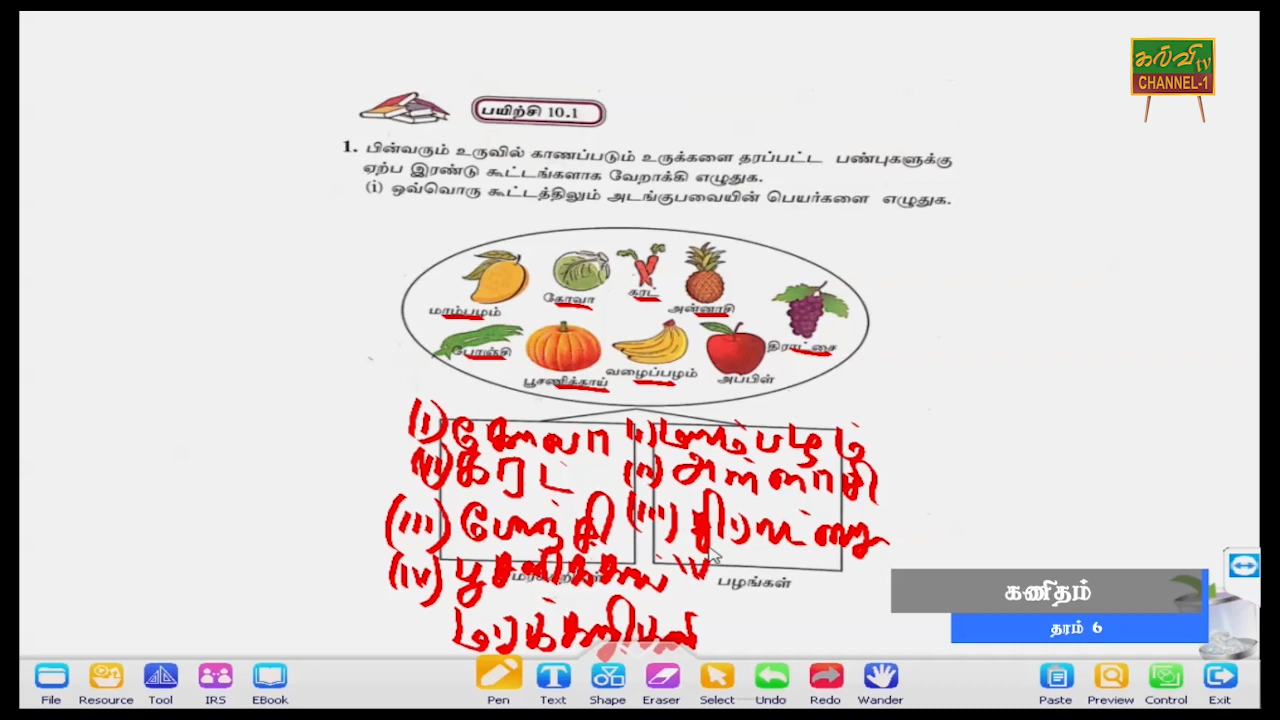 கல்வி tv
CHANNEL-1
பயிற்சி 10.1
1. பின்வரும் உருவில் காணப்படும் உருக்களை தரப்பட்ட பண்புகளுக்கு
ஏற்ப இரண்டு கூட்டங்களாக வேறாக்கி எழுதுக.
(i) ஒவ்வொரு கூட்டத்திலும் அடங்குபவையின் பெயர்களை எழுதுக.
மாம்பழம் கோவா கரட் அன்னாசி
போஞ்சி பூசணிக்காய் வழைப்பழம் அப்பிள் திராட்சை
(i) கோவா (i) மாம்பழம்
(ii) கரட் (ii) அன்னாசி
(iii) போஞ்சி (iii) திராட்சை
(iv) பூசணிக்காய் iv
பழங்கள்
மரக்கறிகள்
கணிதம்
தரம் 6
File Resource Tool IRS EBook Pen Text Shape Eraser Select Undo Redo Wander Paste Preview Control Exit